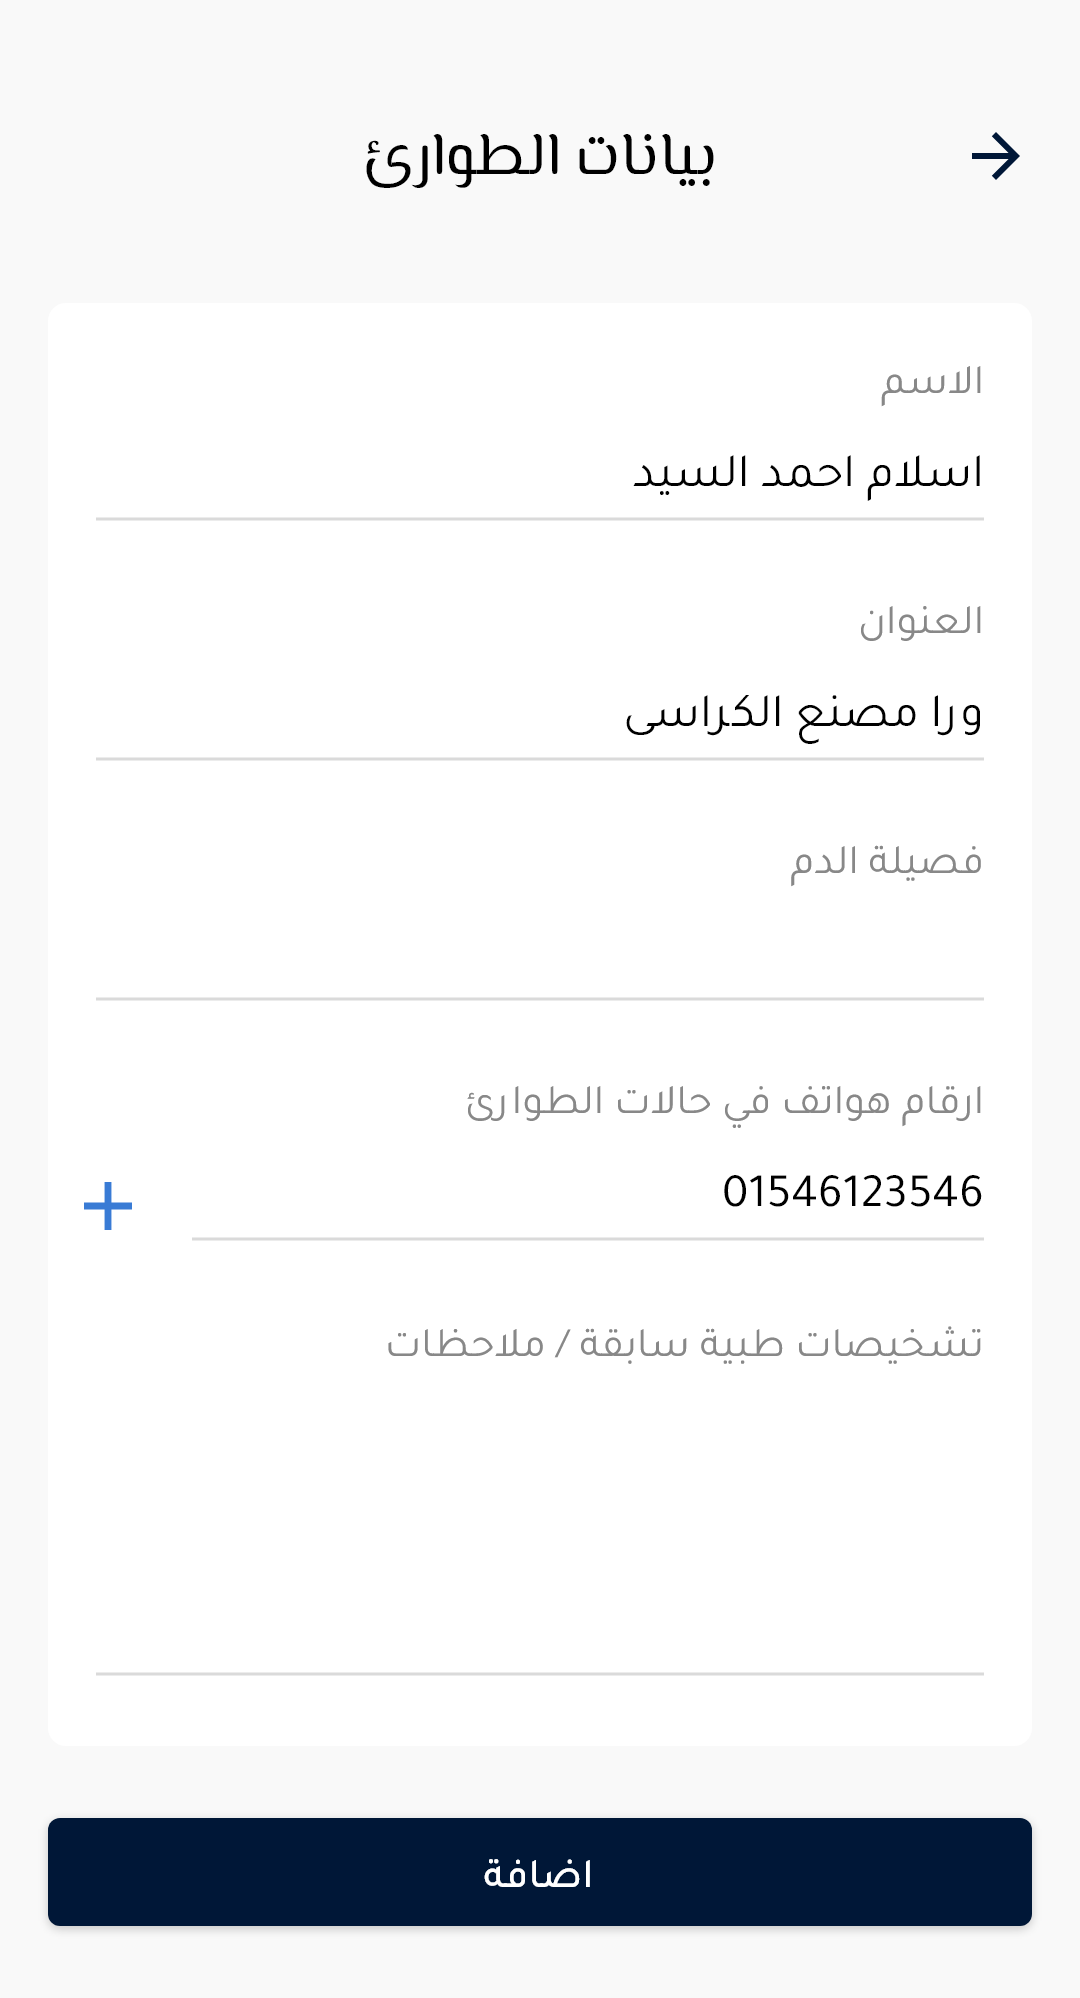 بيانات الطوارئ
الاسم
اسلام احمد السيد
العنوان
ورا مصنع الكراسى
فصيلة الدم
ارقام هواتف في حالات الطوارئ
01546123546
تشخيصات طبية سابقة / ملاحظات
اضافة